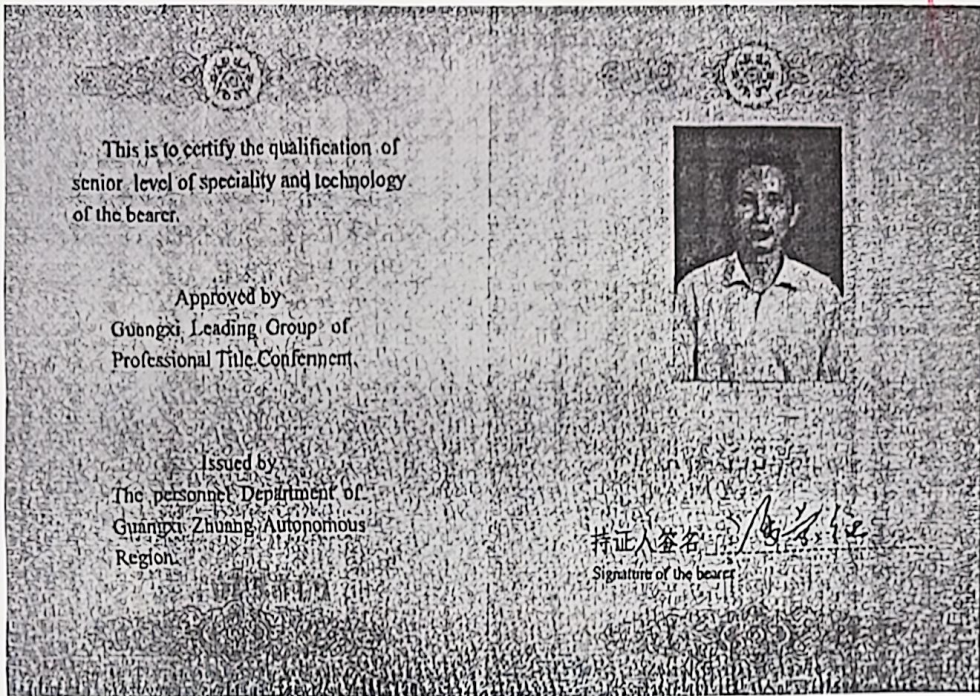 This is to certify the qualification of
senior level of speciality and technology
of the bearer.
Approved by
Guangxi Leading Group of
Professional Title Conferment.
Issued by
The personnel Department of
Guangxi Zhuang Autonomous
Region.
持证人签名:
Signature of the bearer